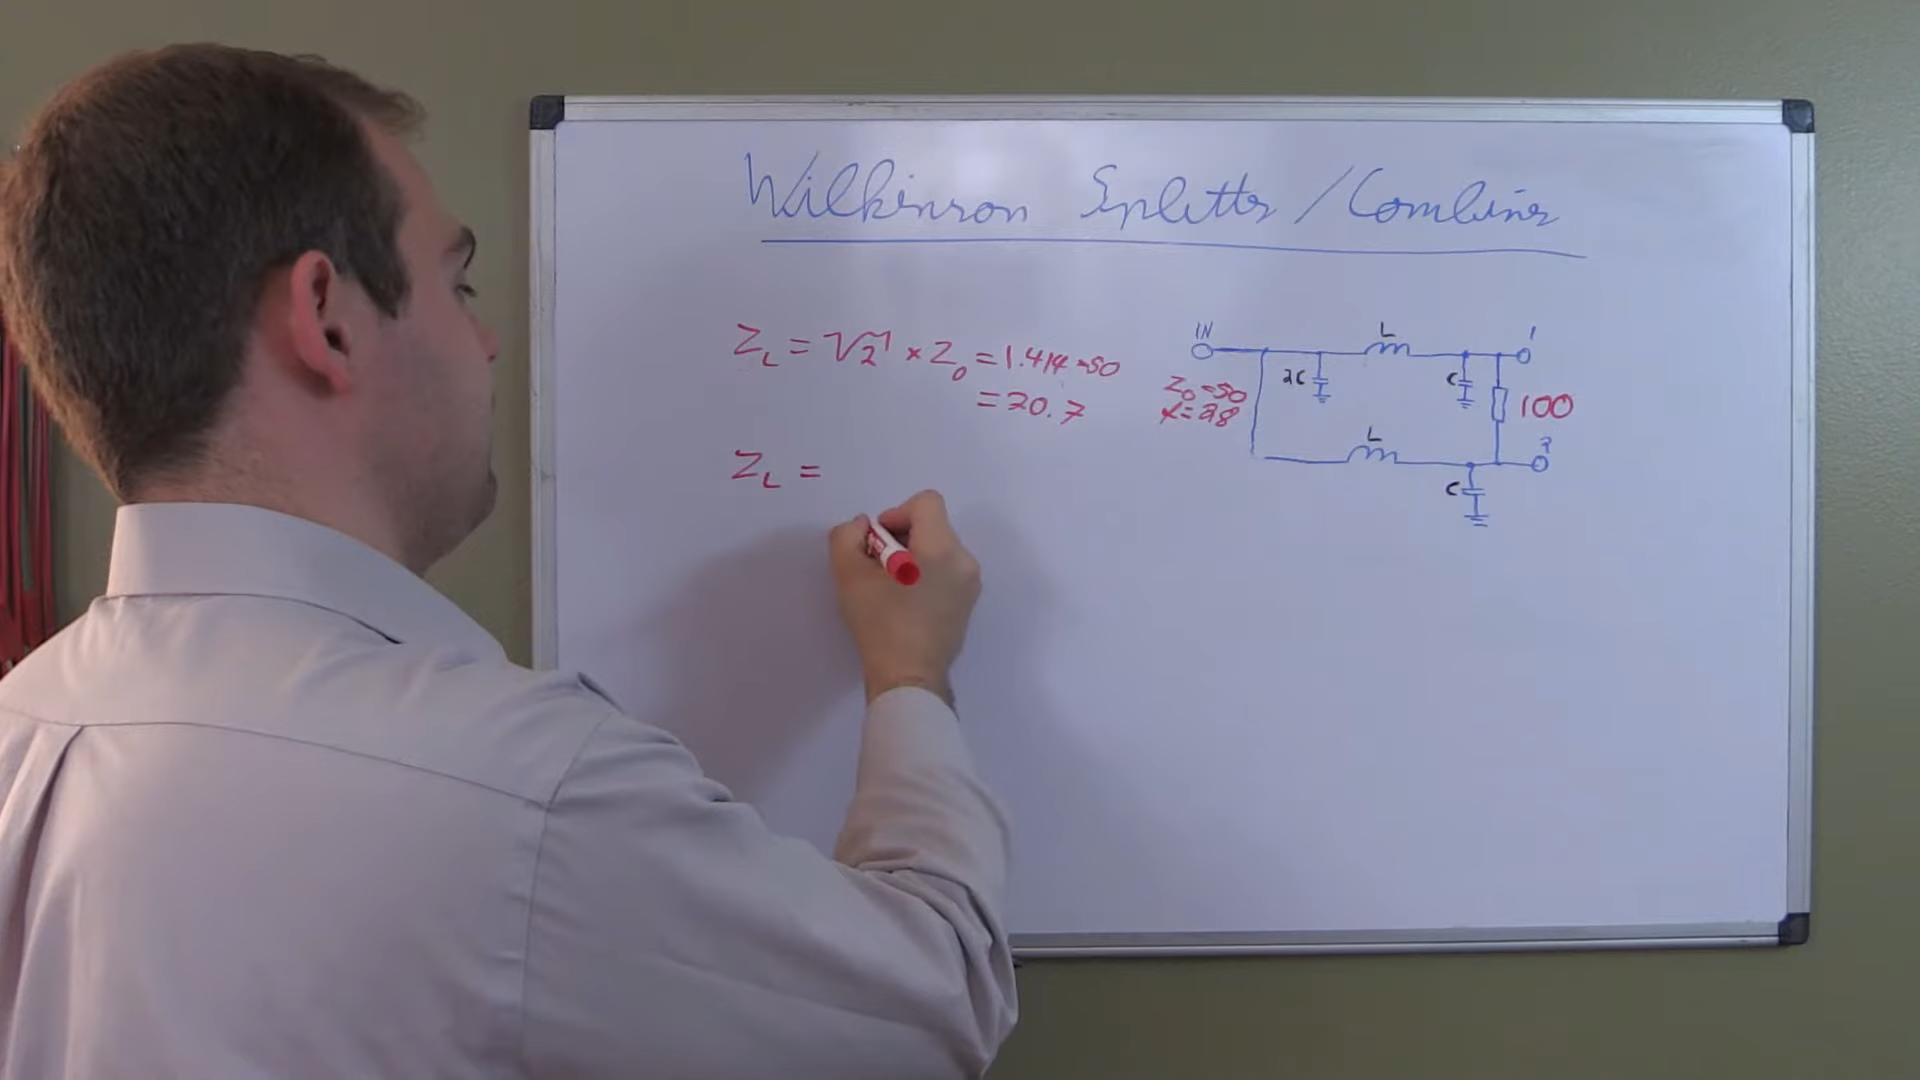 Wilkinson Splitter / Combiner
Z_L = √2 × Z_0 = 1.414 × 50
= 70.7
Z_L =
IN
Z_0 = 50
2C
L
C
1
100
L
2
C